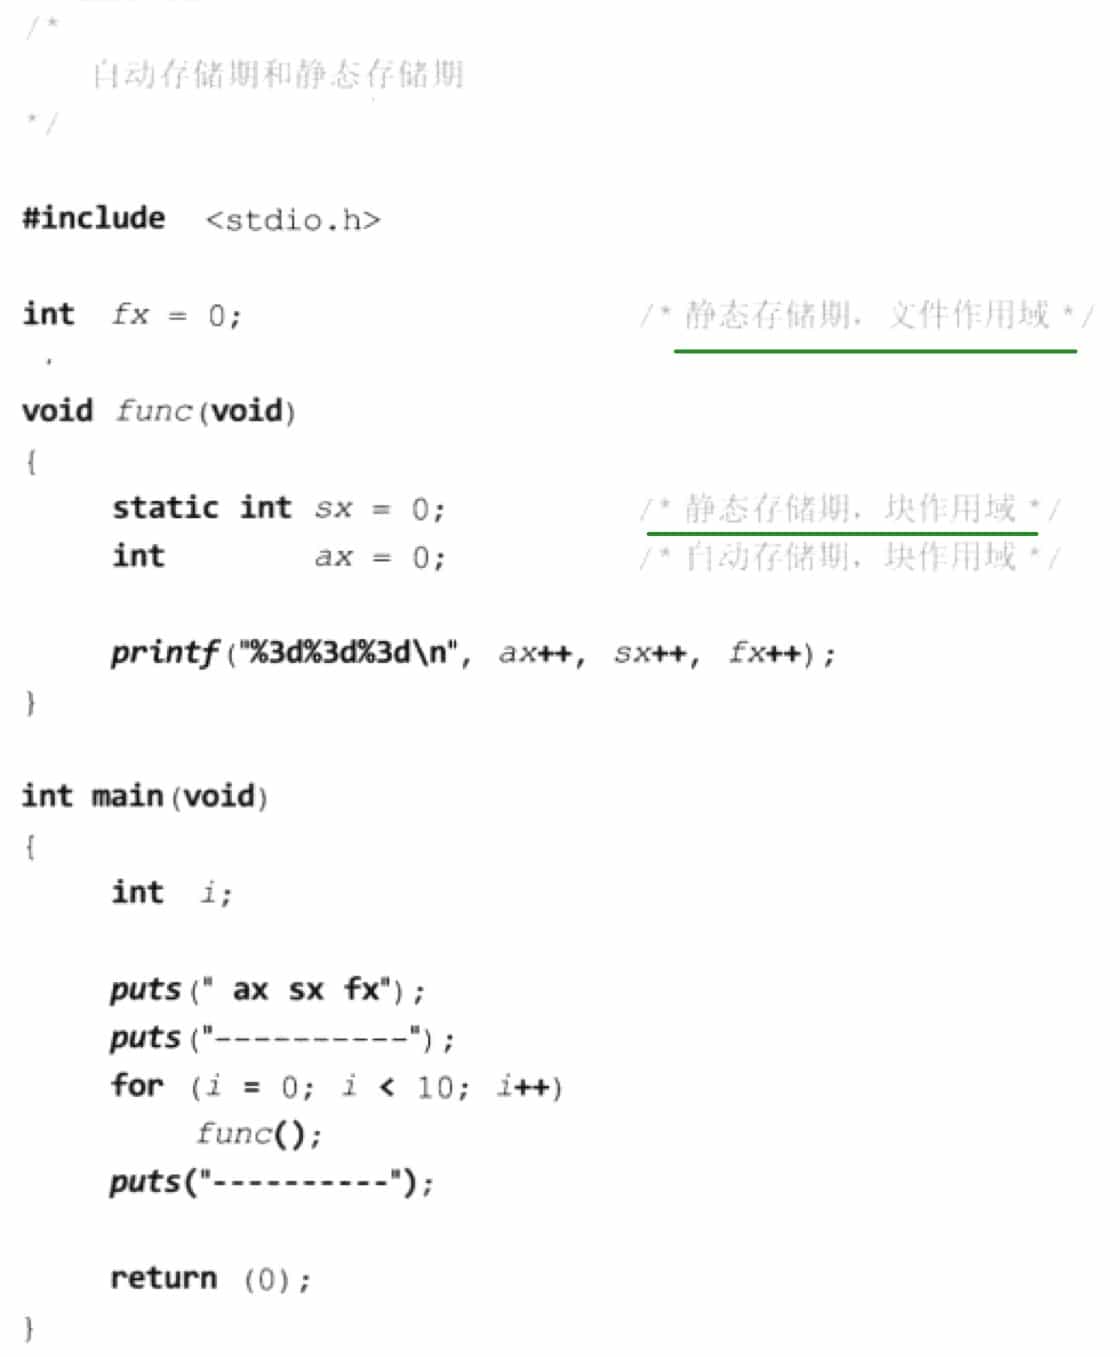 /*
自动存储期和静态存储期
*/
#include <stdio.h>
int fx = 0; /* 静态存储期，文件作用域 */
void func(void)
{
static int sx = 0; /* 静态存储期，块作用域 */
int ax = 0; /* 自动存储期，块作用域 */
printf("%3d%3d%3d\n", ax++, sx++, fx++);
}
int main(void)
{
int i;
puts(" ax sx fx");
puts("----------");
for (i = 0; i < 10; i++)
func();
puts("----------");
return (0);
}